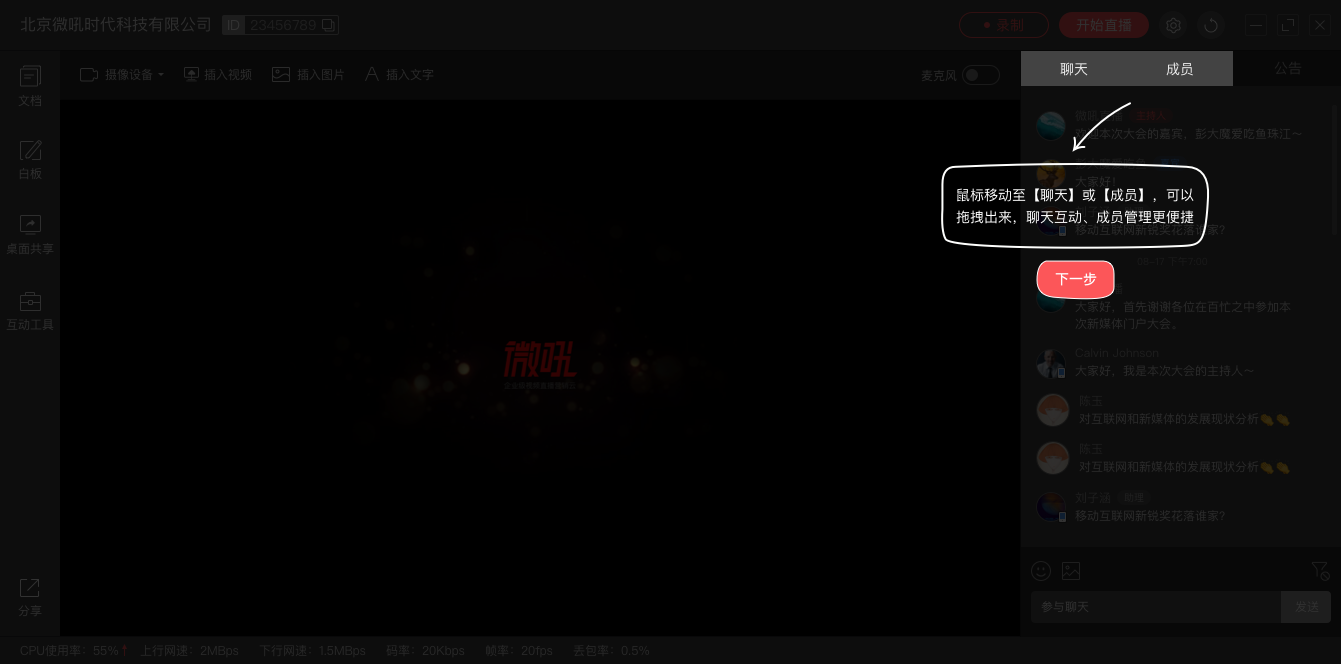 北京微吼时代科技有限公司 ID 23456789
录制
开始直播
文档
白板
桌面共享
互动工具
分享
摄像设备
插入视频
插入图片
插入文字
麦克风
微吼
聊天
成员
公告
主持人
本次大会的嘉宾，彭大魔爱吃鱼珠江～
大家好！
鼠标移动至【聊天】或【成员】，可以
拖拽出来，聊天互动、成员管理更便捷
移动互联网新锐奖花落谁家？
下一步
大家好，首先谢谢各位在百忙之中参加本
次新媒体门户大会。
Calvin Johnson
大家好，我是本次大会的主持人～
陈玉
对互联网和新媒体的发展现状分析
陈玉
对互联网和新媒体的发展现状分析
刘子涵 助理
移动互联网新锐奖花落谁家？
参与聊天
发送
CPU使用率：55%↑ 上行网速：2MBps 下行网速：1.5MBps 码率：20Kbps 帧率：20fps 丢包率：0.5%